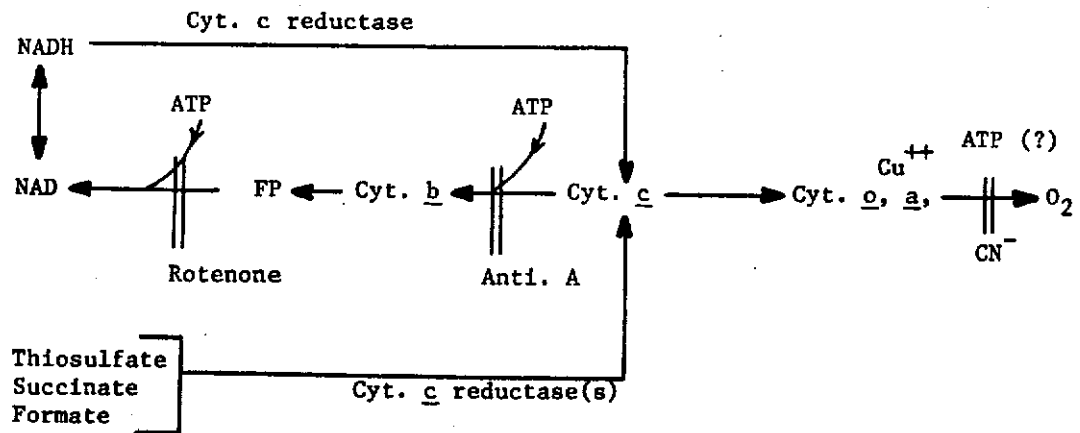 Cyt. c reductase
NADH
ATP
ATP
ATP (?)
Cu++
NAD
FP
Cyt. b
Cyt. c
Cyt. o, a,
O2
CN-
Rotenone
Anti. A
Thiosulfate
Succinate
Formate
Cyt. c reductase(s)